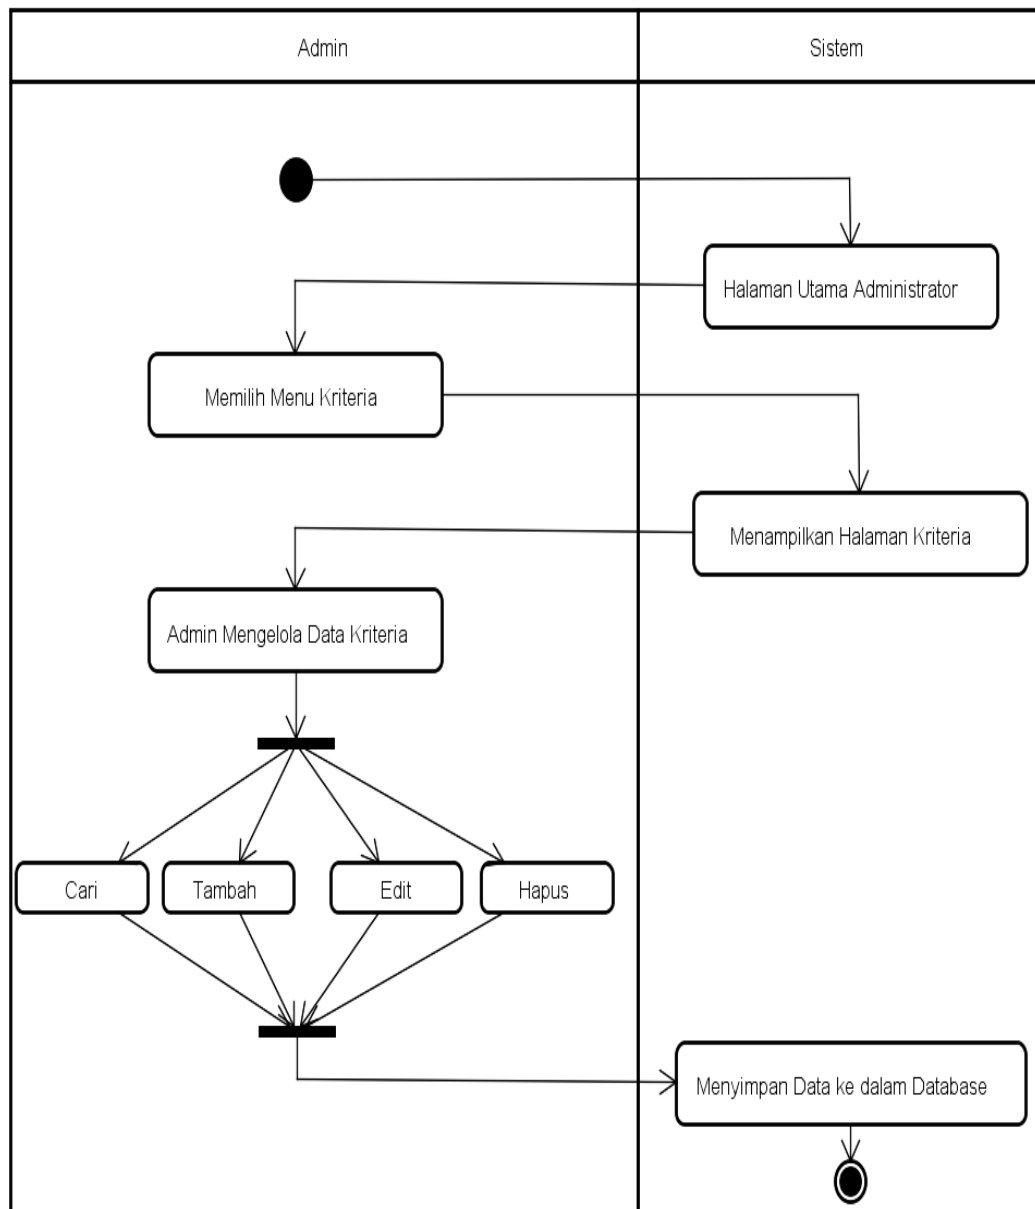 Admin
Sistem
Halaman Utama Administrator
Memilih Menu Kriteria
Menampilkan Halaman Kriteria
Admin Mengelola Data Kriteria
Cari
Tambah
Edit
Hapus
Menyimpan Data ke dalam Database